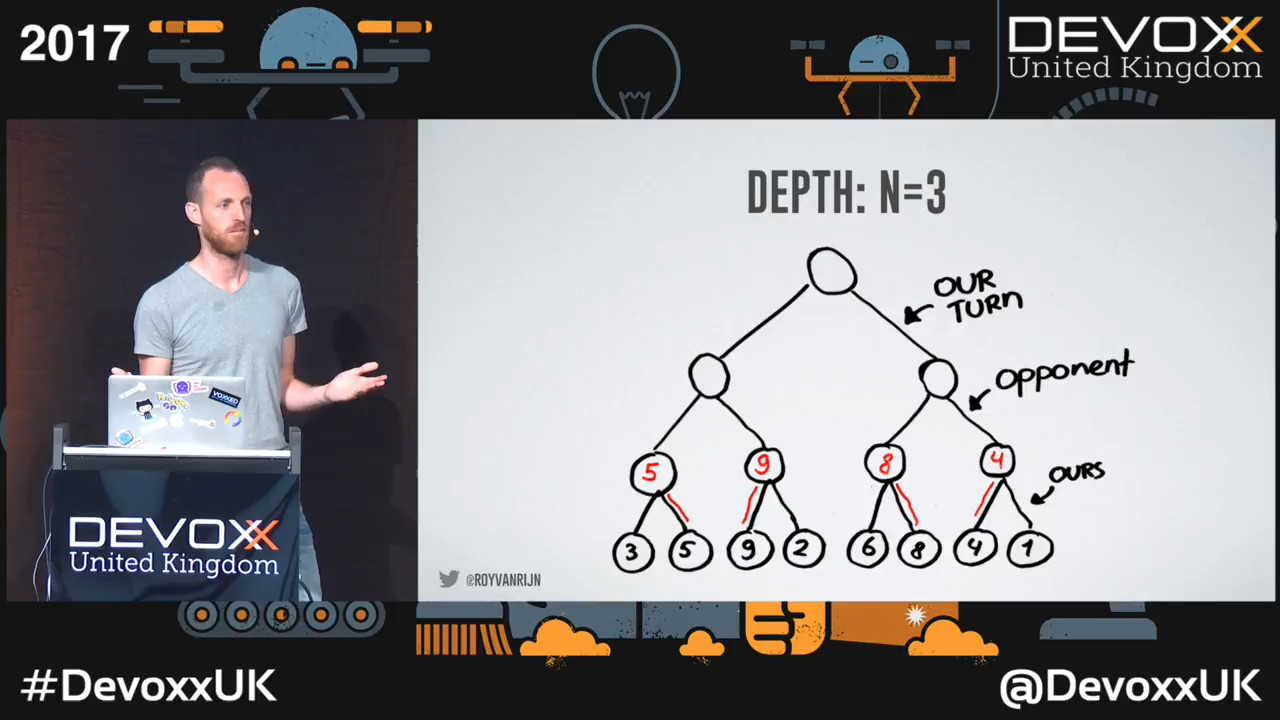 2017
DEVOXX
United Kingdom
DEPTH: N=3
OUR
TURN
Opponent
5 9 8 4
OURS
3 5 9 2 6 8 4 1
@ROYVANRIJN
DEVOXX
United Kingdom
#DevoxxUK
@DevoxxUK